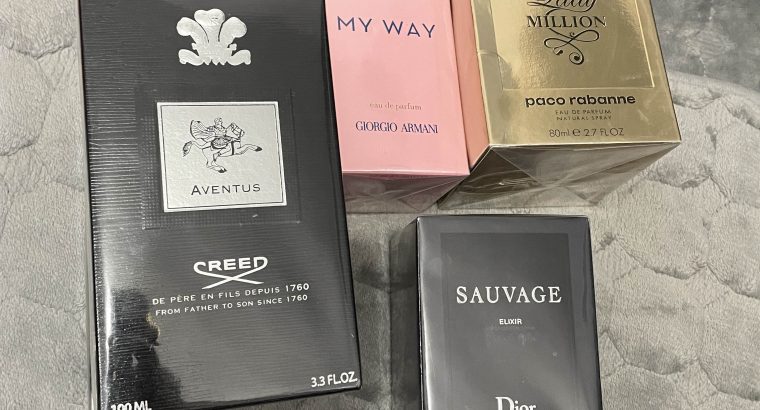 AVENTUS
CREED
DE PÈRE EN FILS DEPUIS 1760
FROM FATHER TO SON SINCE 1760
100 ML
3.3 FL.OZ.
MY WAY
eau de parfum
GIORGIO ARMANI
Lady
MILLION
paco rabanne
EAU DE PARFUM
NATURAL SPRAY
80ml e 2.7 FL.OZ
SAUVAGE
ELIXIR
Dior